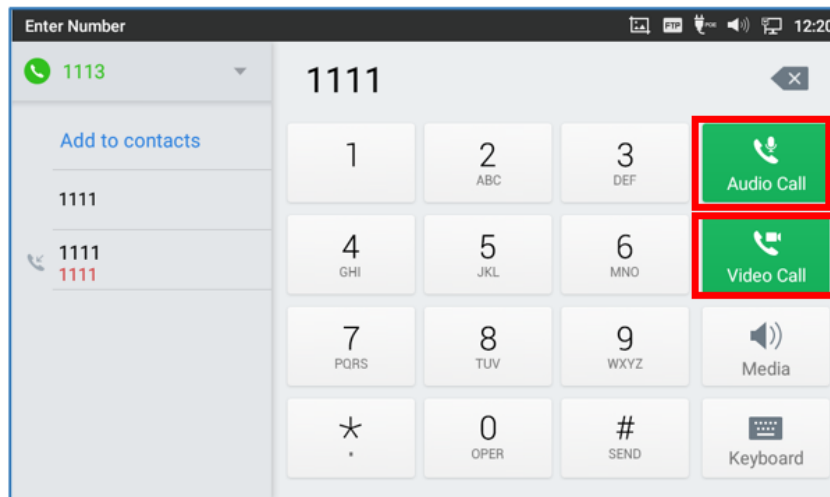 Enter Number
FTP
POE
12:20
1113
1111
Add to contacts
1111
1111
1111
1
2
ABC
3
DEF
Audio Call
4
GHI
5
JKL
6
MNO
Video Call
7
PQRS
8
TUV
9
WXYZ
Media
*
.
0
OPER
#
SEND
Keyboard